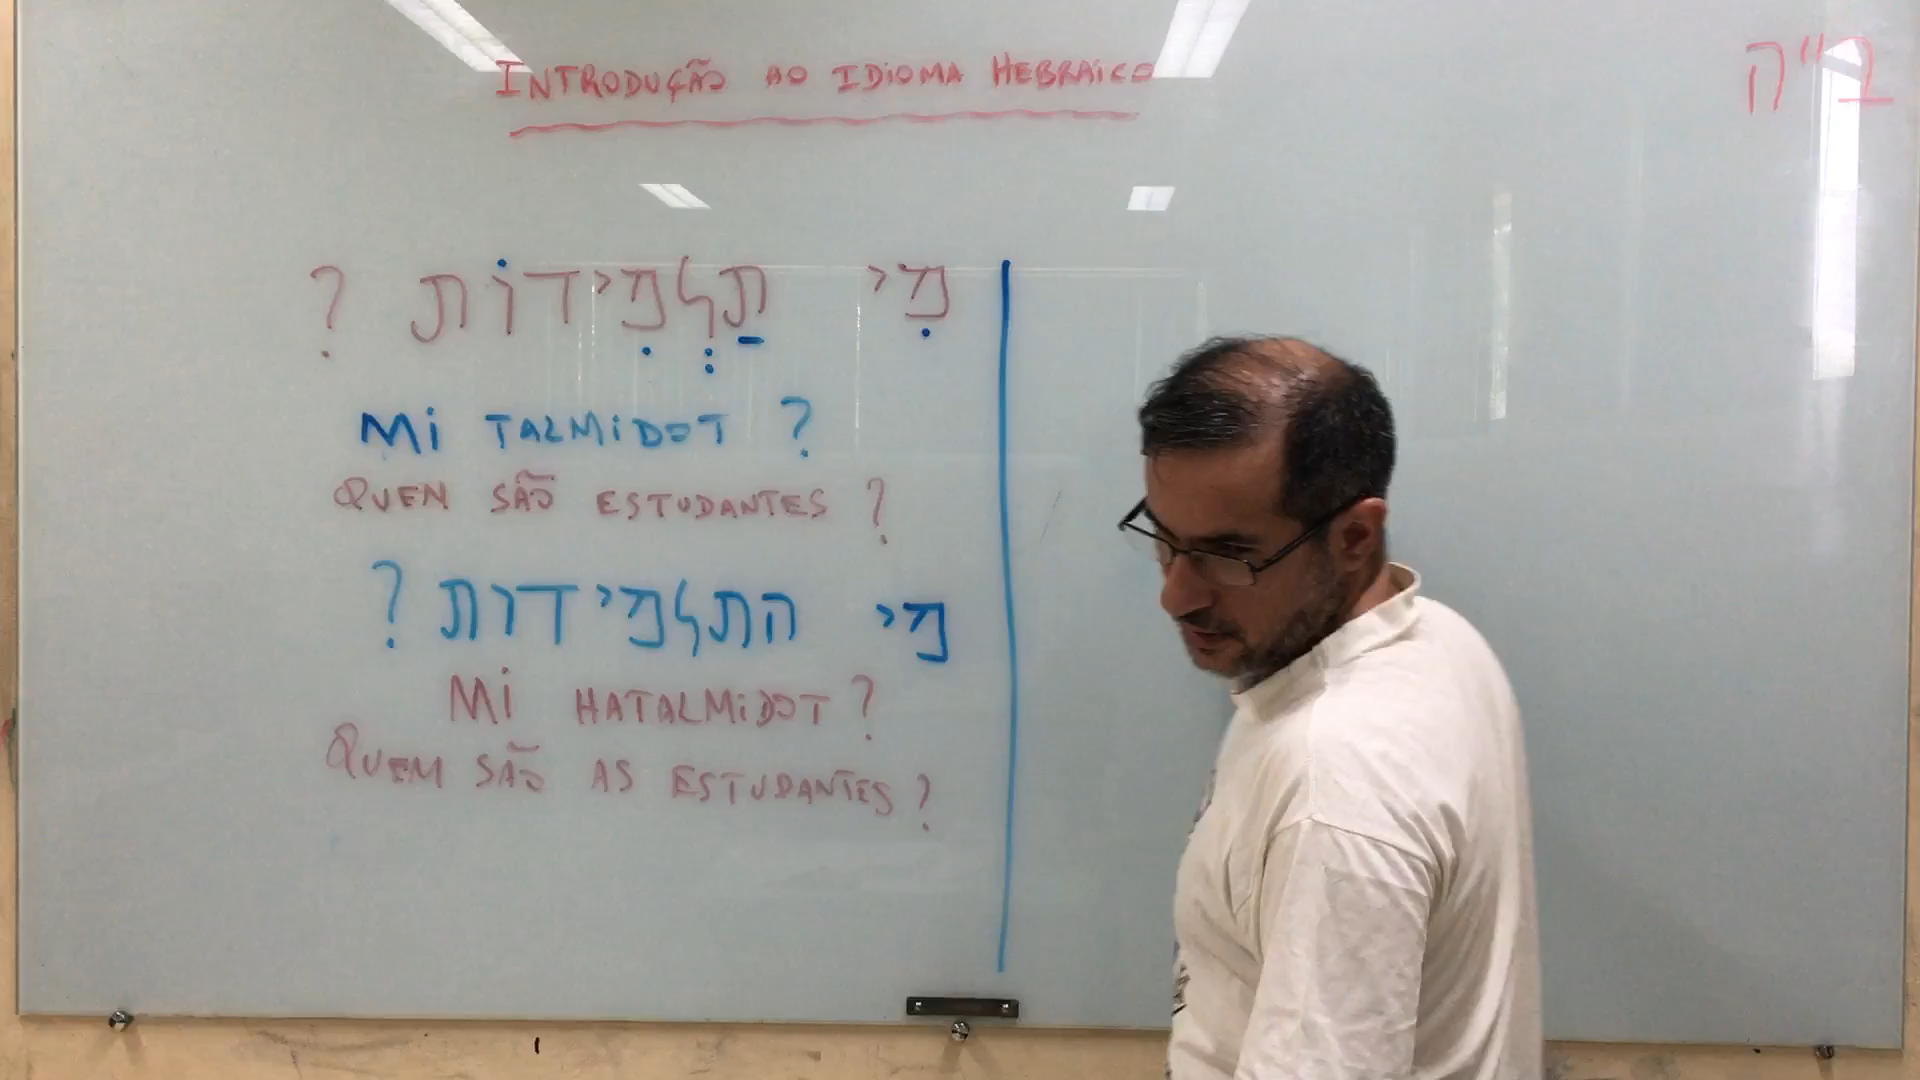 INTRODUÇÃO AO IDIOMA HEBRAICO
ב"ה
מִי תַלְמִידוֹת ?
Mi TALMiDOT ?
QUEN SÃO ESTUDANTES ?
מי התלמידות ?
Mi HATALMiDOT ?
QUEM SÃO AS ESTUDANTES ?